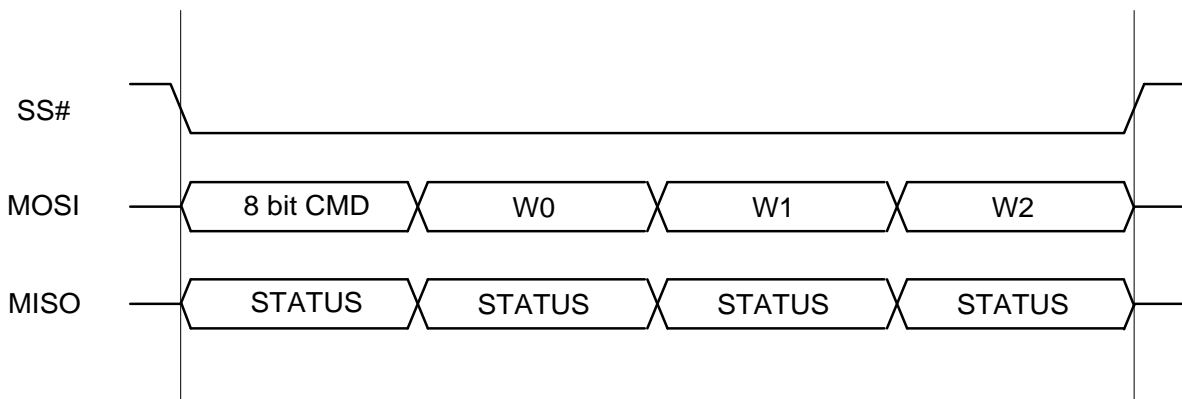 SS#
MOSI 8 bit CMD W0 W1 W2
MISO STATUS STATUS STATUS STATUS